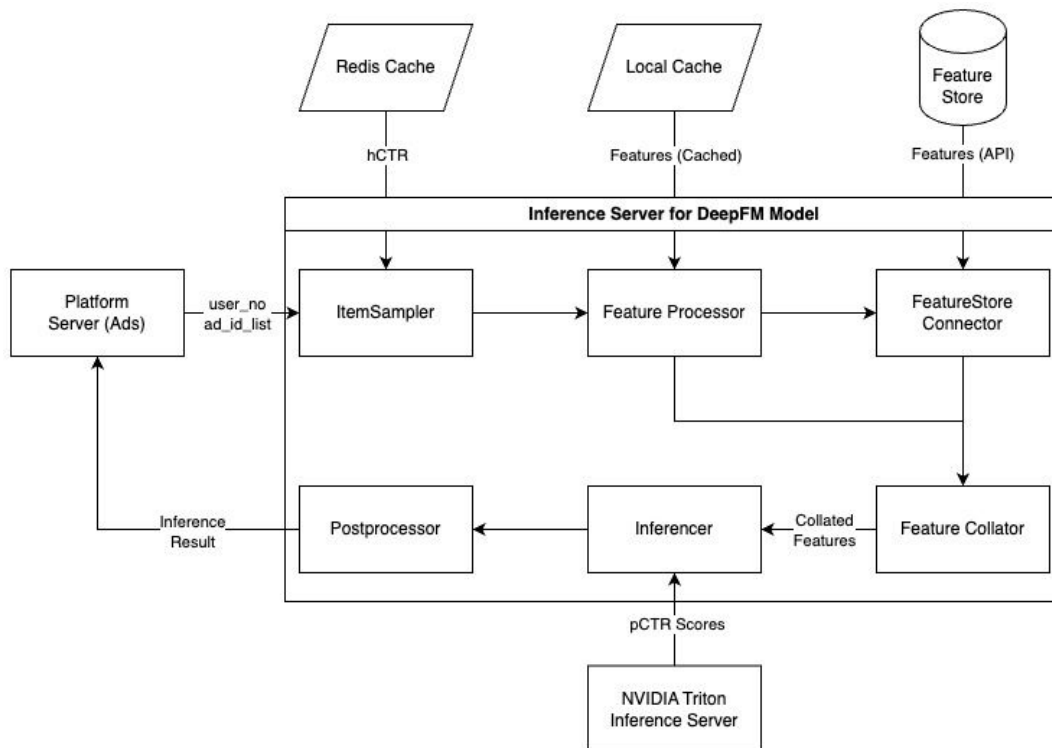 Redis Cache
Local Cache
Feature
Store
hCTR
Features (Cached)
Features (API)
Inference Server for DeepFM Model
Platform
Server (Ads)
user_no
ad_id_list
ItemSampler
Feature Processor
FeatureStore
Connector
Inference
Result
Postprocessor
Inferencer
Collated
Features
Feature Collator
pCTR Scores
NVIDIA Triton
Inference Server